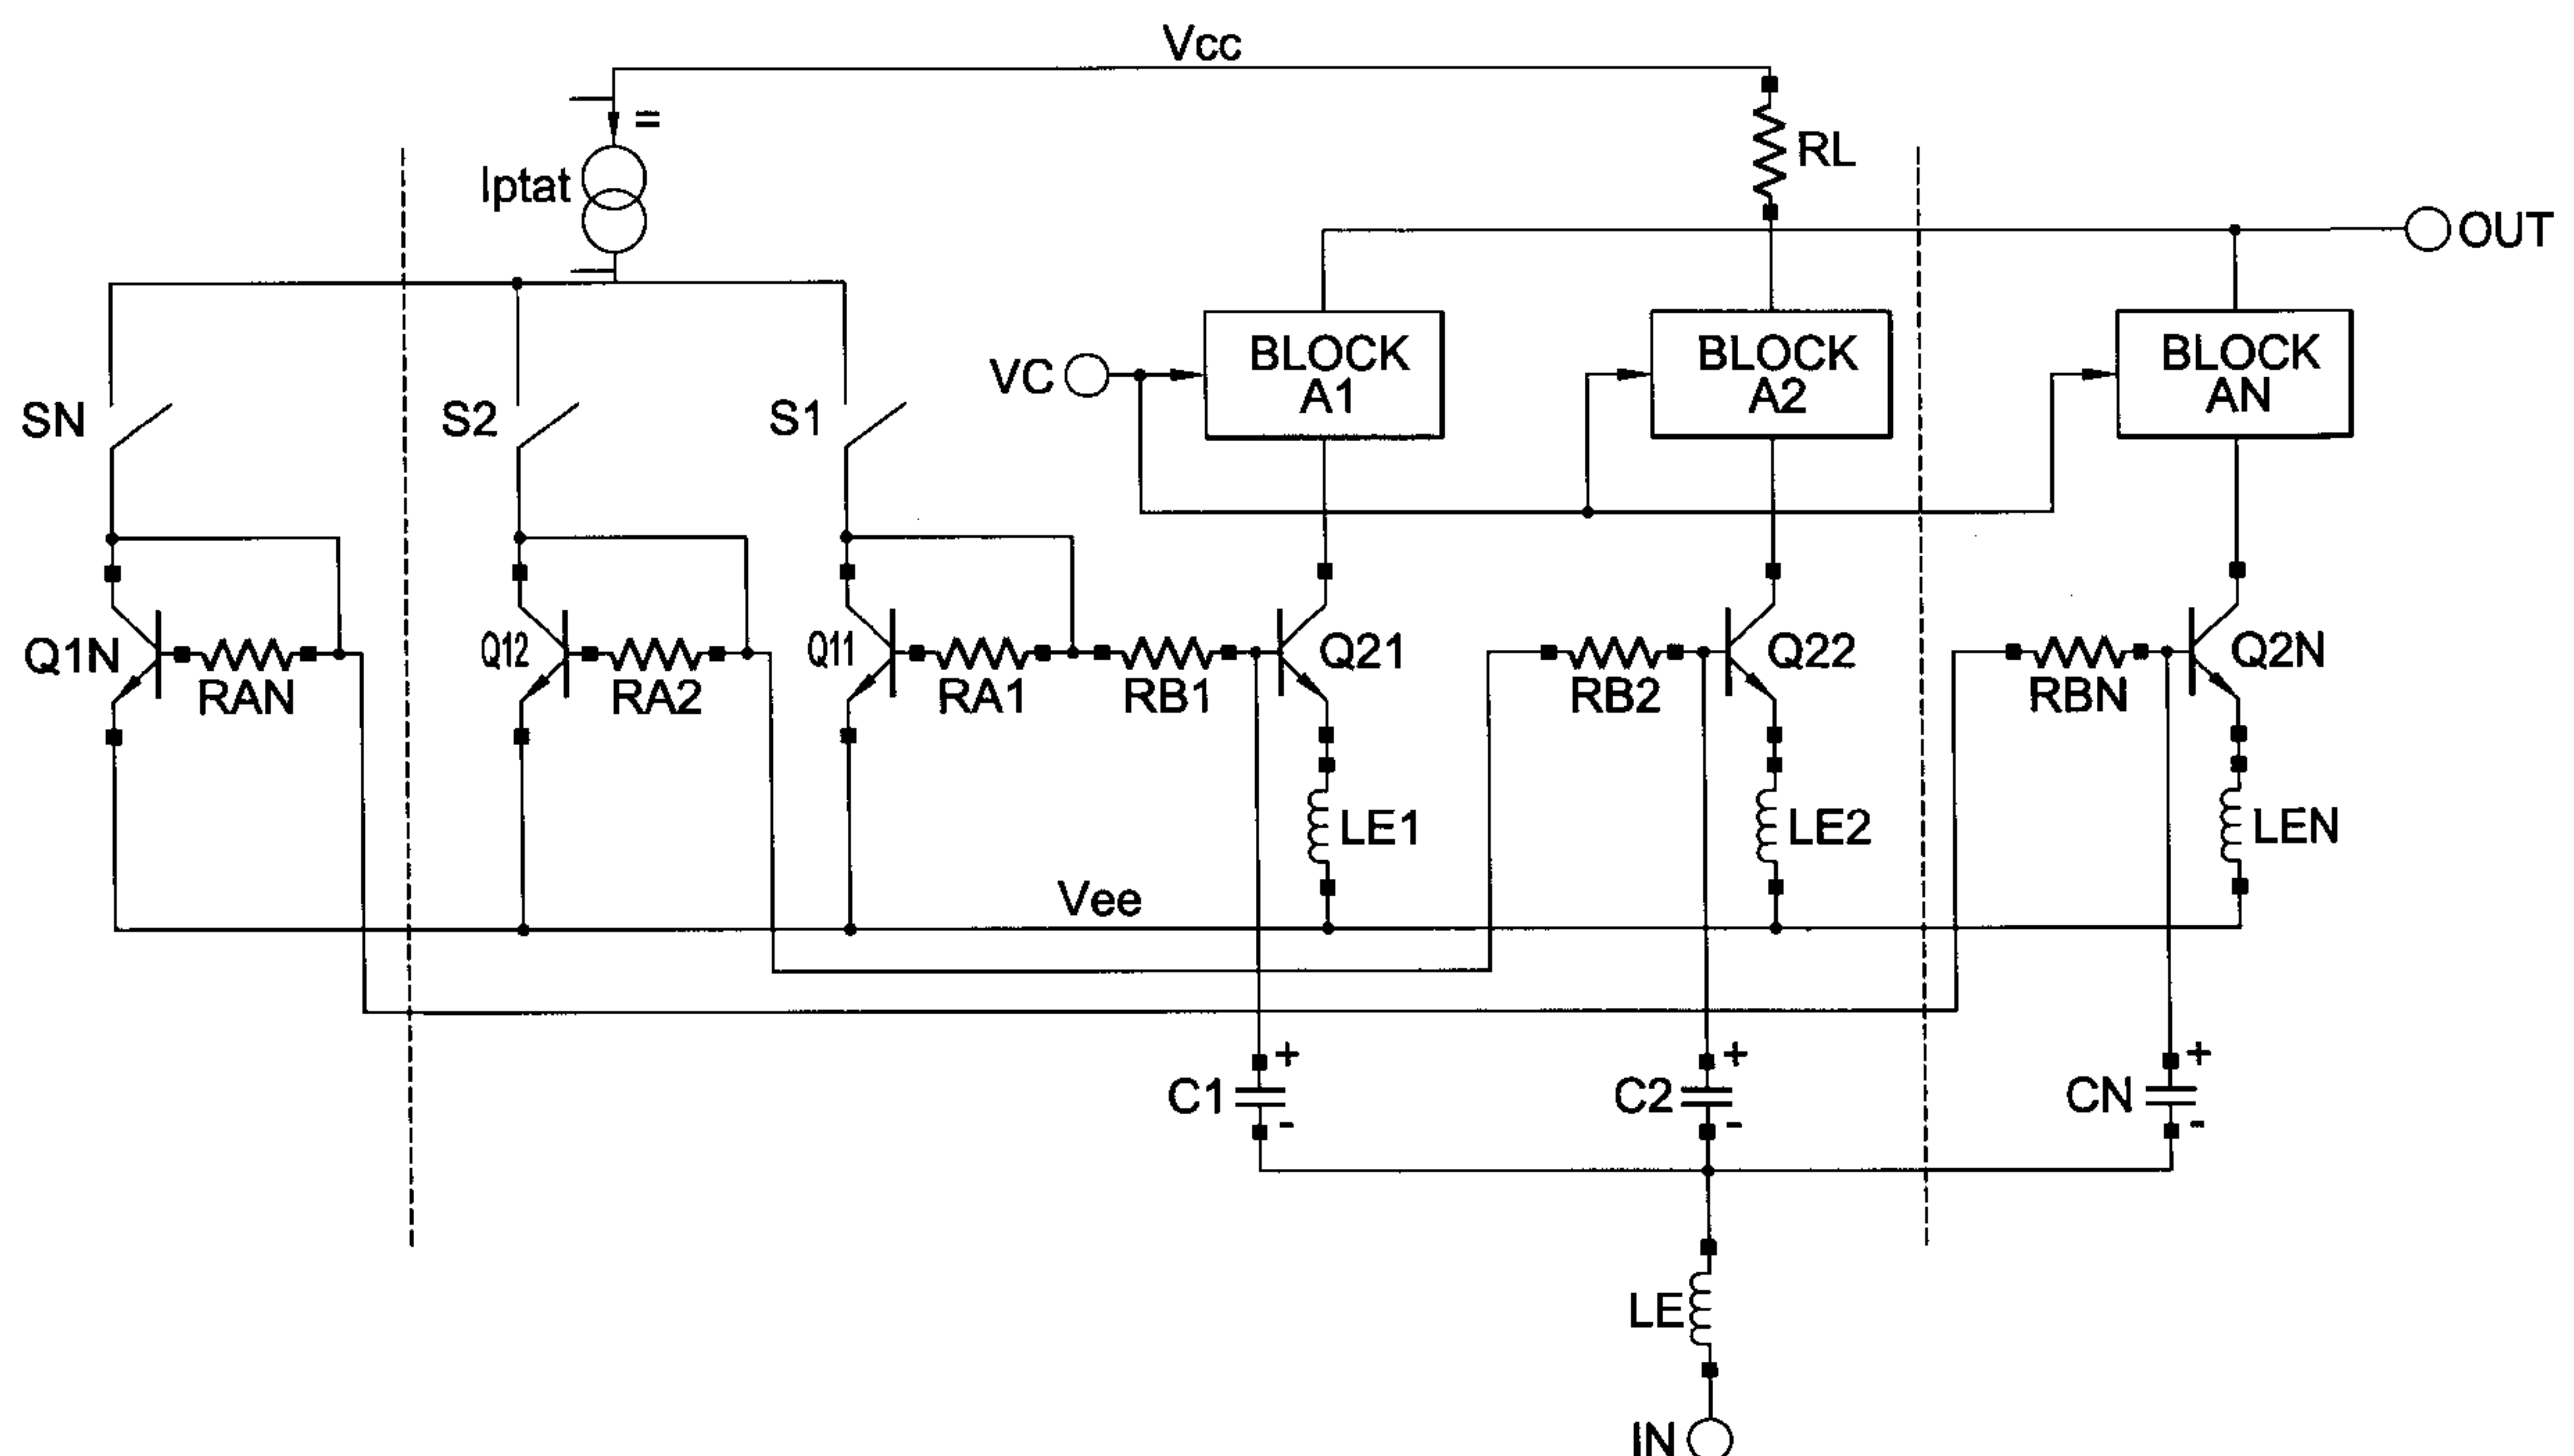 Vcc
=
Iptat
RL
OUT
VC
BLOCK
A1
BLOCK
A2
BLOCK
AN
SN
S2
S1
Q1N
RAN
Q12
RA2
Q11
RA1
RB1
Q21
RB2
Q22
RBN
Q2N
LE1
LE2
LEN
Vee
C1
+
-
C2
+
-
CN
+
-
LE
IN